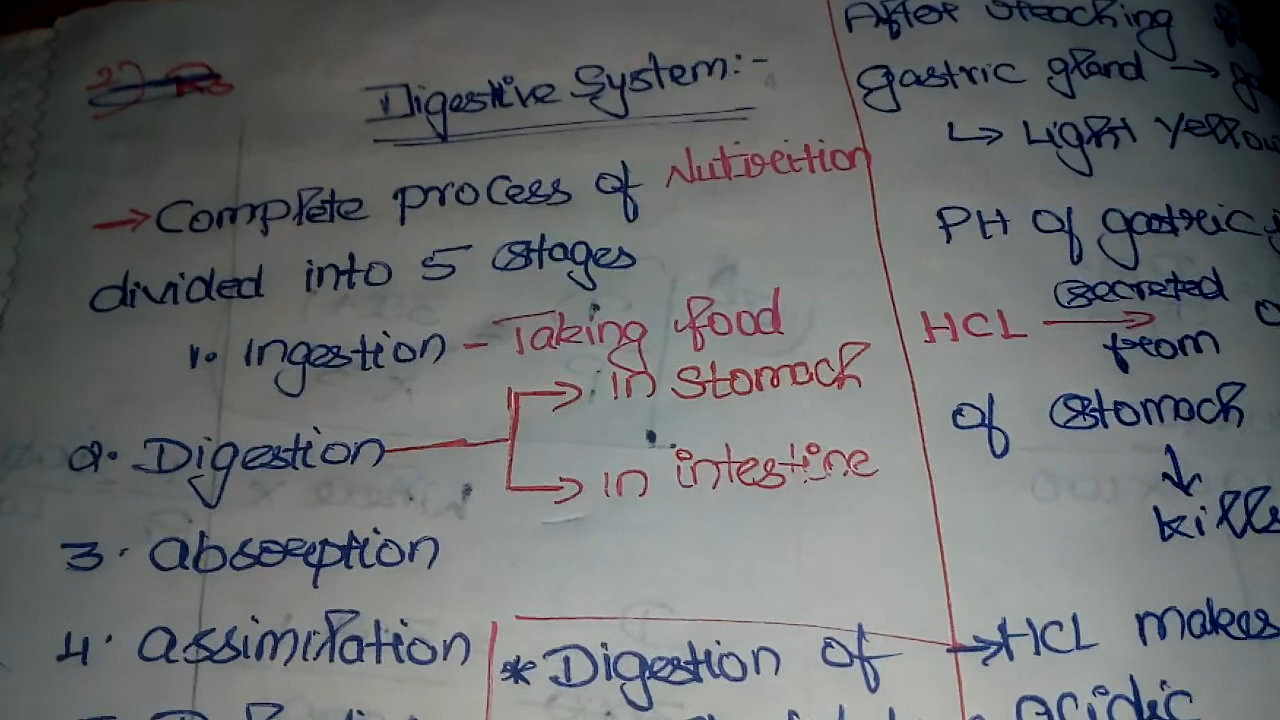 Digestive System:-
→ Complete process of Nutirition
divided into 5 stages
1. Ingestion - Taking food
in stomach
2. Digestion
in intestine
3. absorption
4. assimilation
* Digestion of
After reaching
gastric gland →
↳ Light yellow
PH of gastric
HCL → secreted
from
of stomach
↓
kills
→ HCL makes
acidic